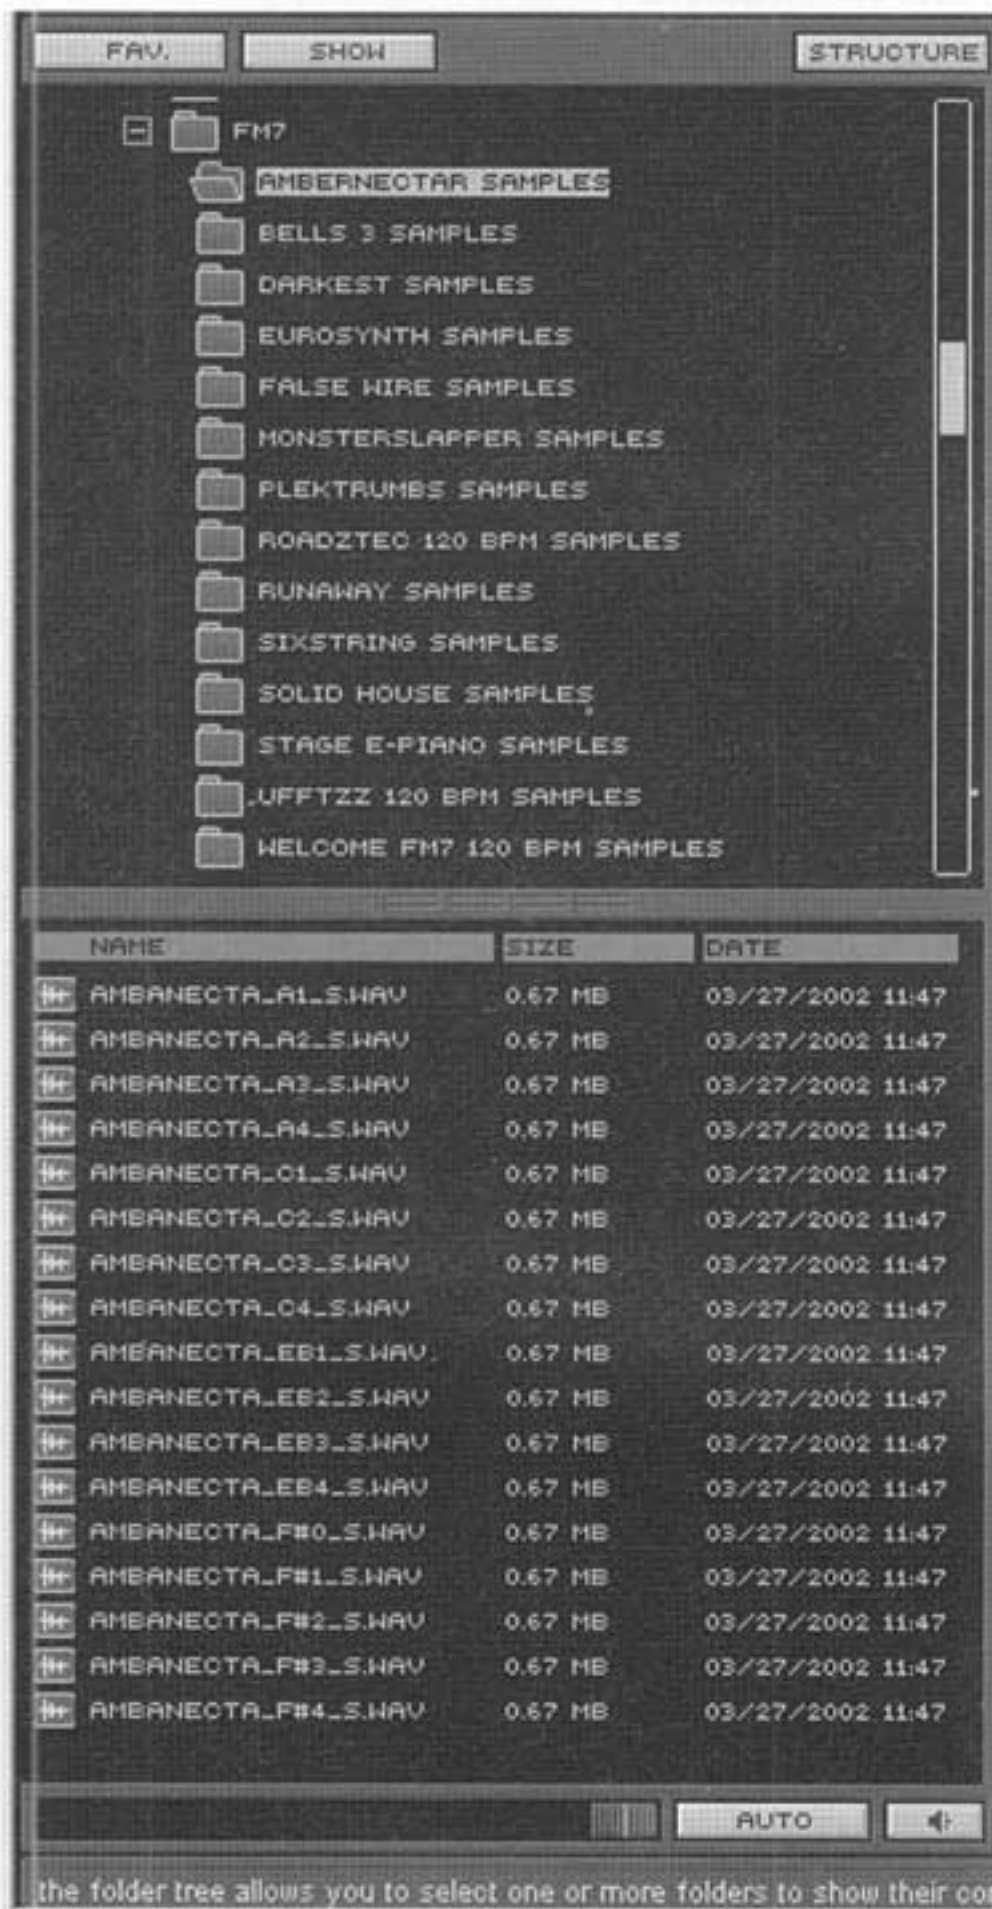 FAV. SHOW STRUCTURE
FM7
AMBERNECTAR SAMPLES
BELLS 3 SAMPLES
DARKEST SAMPLES
EUROSYNTH SAMPLES
FALSE WIRE SAMPLES
MONSTERSLAPPER SAMPLES
PLEKTRUMBS SAMPLES
ROADZTEC 120 BPM SAMPLES
RUNAWAY SAMPLES
SIXSTRING SAMPLES
SOLID HOUSE SAMPLES
STAGE E-PIANO SAMPLES
UFFTZZ 120 BPM SAMPLES
WELCOME FM7 120 BPM SAMPLES
NAME SIZE DATE
AMBANECTA_A1_S.WAV 0.67 MB 03/27/2002 11:47
AMBANECTA_A2_S.WAV 0.67 MB 03/27/2002 11:47
AMBANECTA_A3_S.WAV 0.67 MB 03/27/2002 11:47
AMBANECTA_A4_S.WAV 0.67 MB 03/27/2002 11:47
AMBANECTA_C1_S.WAV 0.67 MB 03/27/2002 11:47
AMBANECTA_C2_S.WAV 0.67 MB 03/27/2002 11:47
AMBANECTA_C3_S.WAV 0.67 MB 03/27/2002 11:47
AMBANECTA_C4_S.WAV 0.67 MB 03/27/2002 11:47
AMBANECTA_EB1_S.WAV 0.67 MB 03/27/2002 11:47
AMBANECTA_EB2_S.WAV 0.67 MB 03/27/2002 11:47
AMBANECTA_EB3_S.WAV 0.67 MB 03/27/2002 11:47
AMBANECTA_EB4_S.WAV 0.67 MB 03/27/2002 11:47
AMBANECTA_F#0_S.WAV 0.67 MB 03/27/2002 11:47
AMBANECTA_F#1_S.WAV 0.67 MB 03/27/2002 11:47
AMBANECTA_F#2_S.WAV 0.67 MB 03/27/2002 11:47
AMBANECTA_F#3_S.WAV 0.67 MB 03/27/2002 11:47
AMBANECTA_F#4_S.WAV 0.67 MB 03/27/2002 11:47
AUTO
the folder tree allows you to select one or more folders to show their